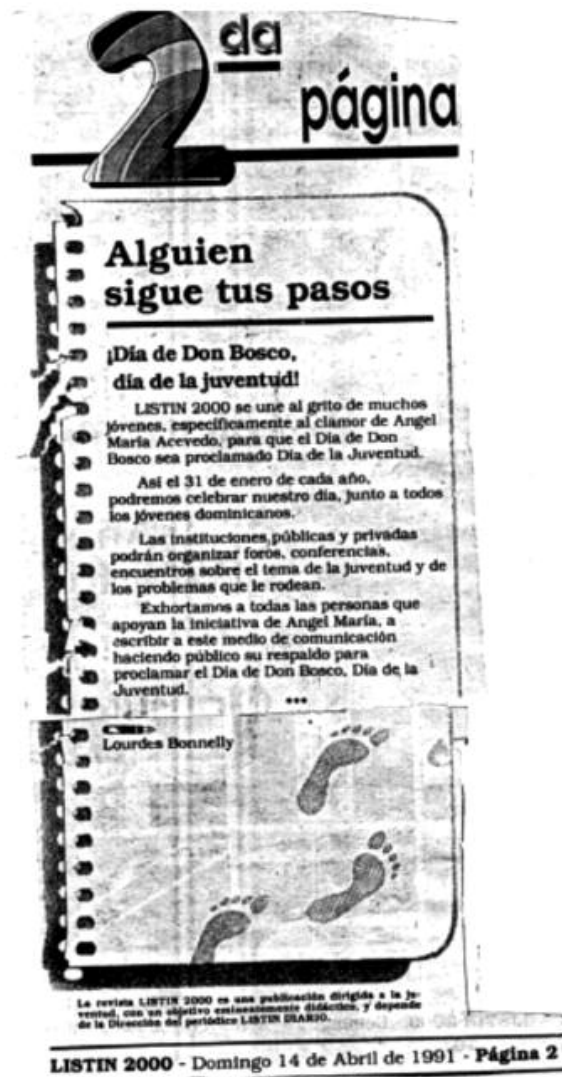 2da
página
Alguien
sigue tus pasos
¡Día de Don Bosco,
día de la juventud!
LISTIN 2000 se une al grito de muchos
jóvenes, específicamente al clamor de Angel
María Acevedo, para que el Día de Don
Bosco sea proclamado Día de la Juventud.
Así el 31 de enero de cada año,
podremos celebrar nuestro día, junto a todos
los jóvenes dominicanos.
Las instituciones públicas y privadas
podrán organizar foros, conferencias,
encuentros sobre el tema de la juventud y de
los problemas que le rodean.
Exhortamos a todas las personas que
apoyan la iniciativa de Angel María, a
escribir a este medio de comunicación
haciendo público su respaldo para
proclamar el Día de Don Bosco, Día de la
Juventud.
***
Lourdes Bonnelly
La revista LISTIN 2000 es una publicación dirigida a la ju-
ventud, con un objetivo eminentemente didáctico, y depende
de la Dirección del periódico LISTIN DIARIO.
LISTIN 2000 - Domingo 14 de Abril de 1991 - Página 2